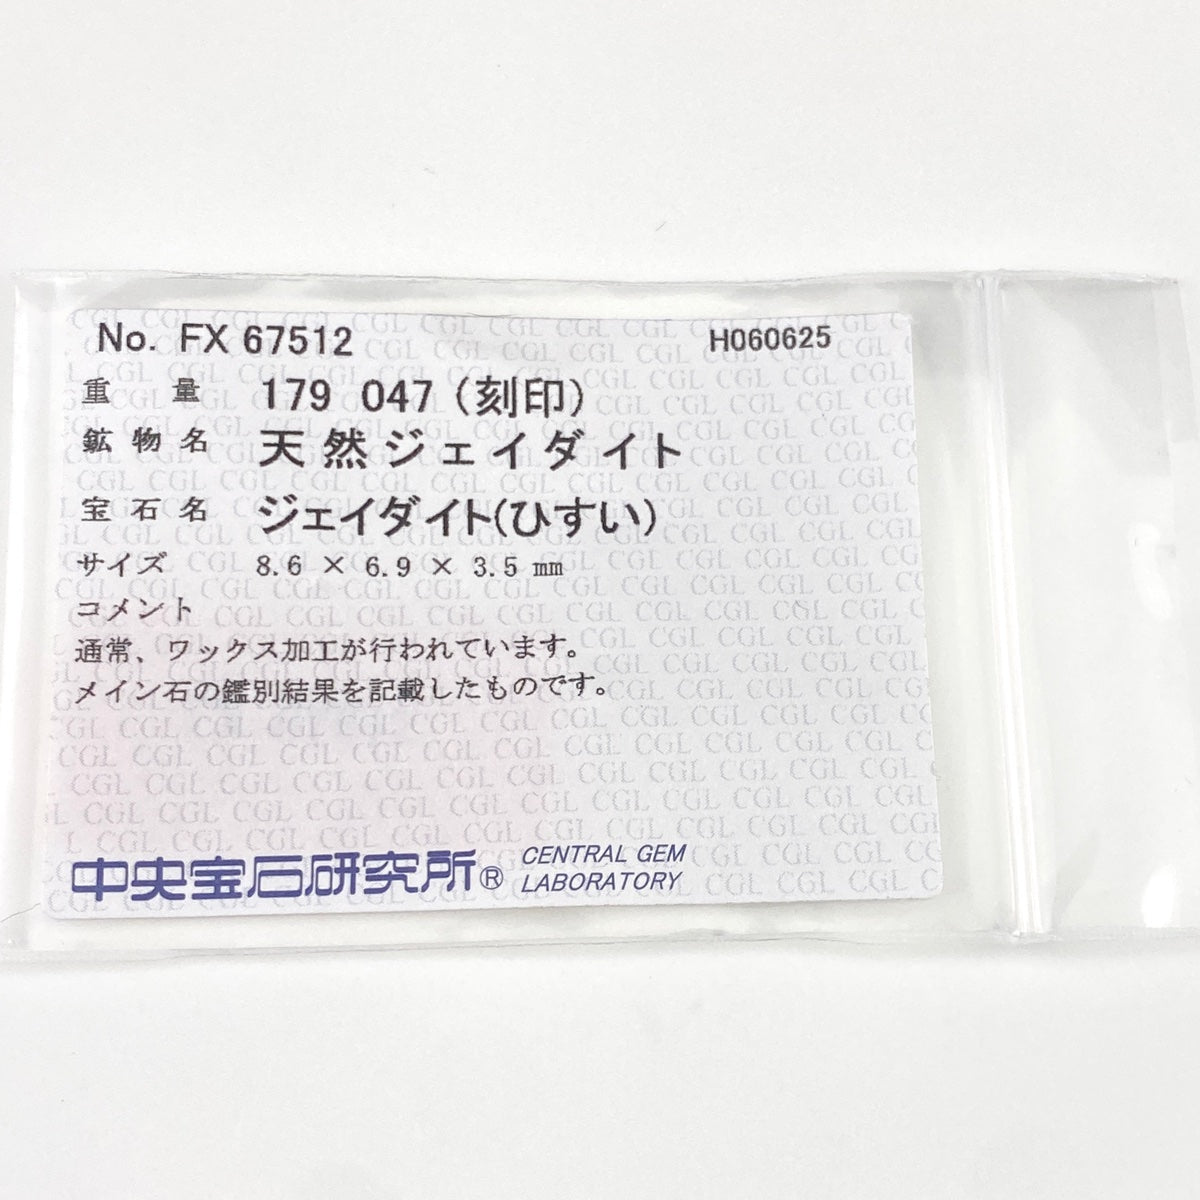 No. FX 67512 H060625
重量 179 047 (刻印)
鉱物名 天然ジェイダイト
宝石名 ジェイダイト(ひすい)
サイズ 8.6 × 6.9 × 3.5 mm
コメント
通常、ワックス加工が行われています。
メイン石の鑑別結果を記載したものです。
中央宝石研究所® CENTRAL GEM
LABORATORY